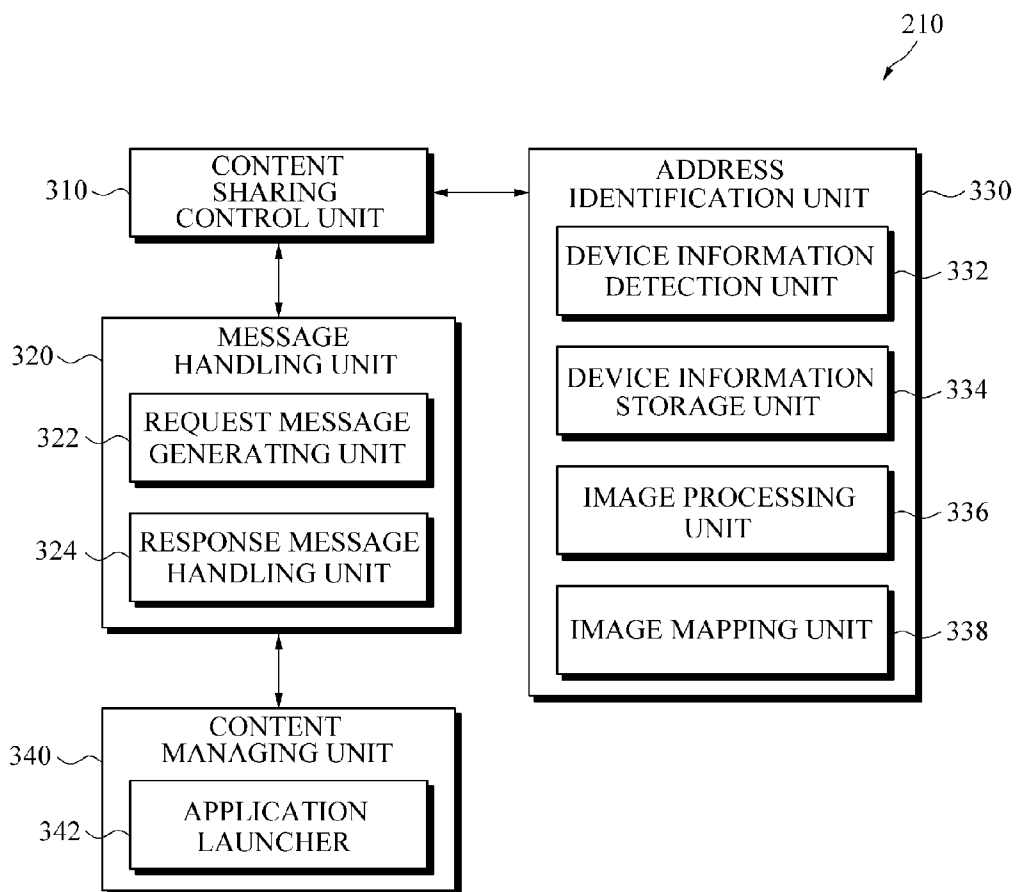 210
CONTENT
SHARING
CONTROL UNIT
310
ADDRESS
IDENTIFICATION UNIT
330
DEVICE INFORMATION
DETECTION UNIT
332
DEVICE INFORMATION
STORAGE UNIT
334
IMAGE PROCESSING
UNIT
336
IMAGE MAPPING UNIT
338
MESSAGE
HANDLING UNIT
320
REQUEST MESSAGE
GENERATING UNIT
322
RESPONSE MESSAGE
HANDLING UNIT
324
CONTENT
MANAGING UNIT
340
APPLICATION
LAUNCHER
342